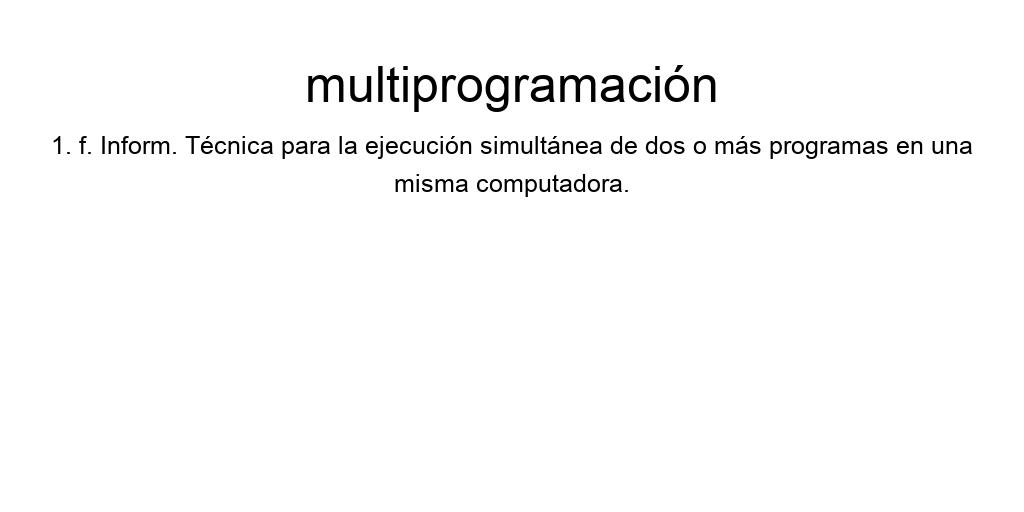 multiprogramación
1. f. Inform. Técnica para la ejecución simultánea de dos o más programas en una
misma computadora.